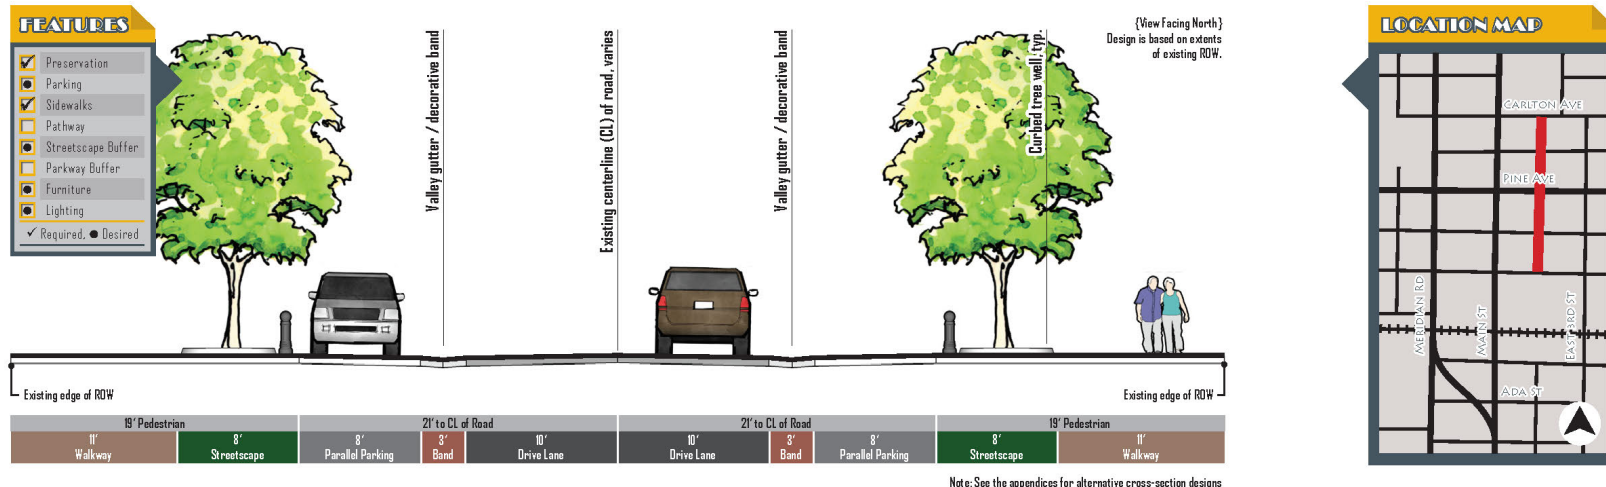 FEATURES
Preservation
Parking
Sidewalks
Pathway
Streetscape Buffer
Parkway Buffer
Furniture
Lighting
✓ Required, ● Desired
Valley gutter / decorative band
Existing centerline (CL) of road, varies
Valley gutter / decorative band
Curbed tree well, typ.
{View Facing North}
Design is based on extents
of existing ROW.
Existing edge of ROW
Existing edge of ROW
19' Pedestrian
21' to CL of Road
21' to CL of Road
19' Pedestrian
11'
Walkway
8'
Streetscape
8'
Parallel Parking
3'
Band
10'
Drive Lane
10'
Drive Lane
3'
Band
8'
Parallel Parking
8'
Streetscape
11'
Walkway
Note: See the appendices for alternative cross-section designs
LOCATION MAP
CARLTON AVE
PINE AVE
MERIDIAN RD
MAIN ST
EAST 3RD ST
ADA ST